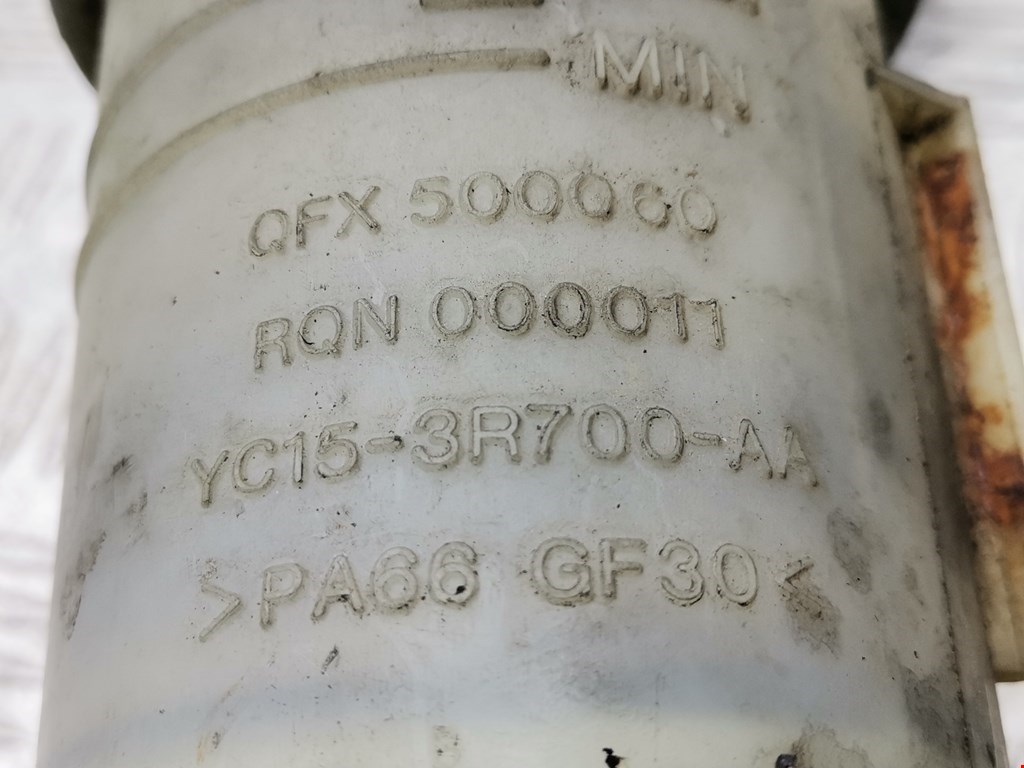 MIN
QFX 500060
RQN 000011
YC15-3R700-AA
>PA66 GF30<